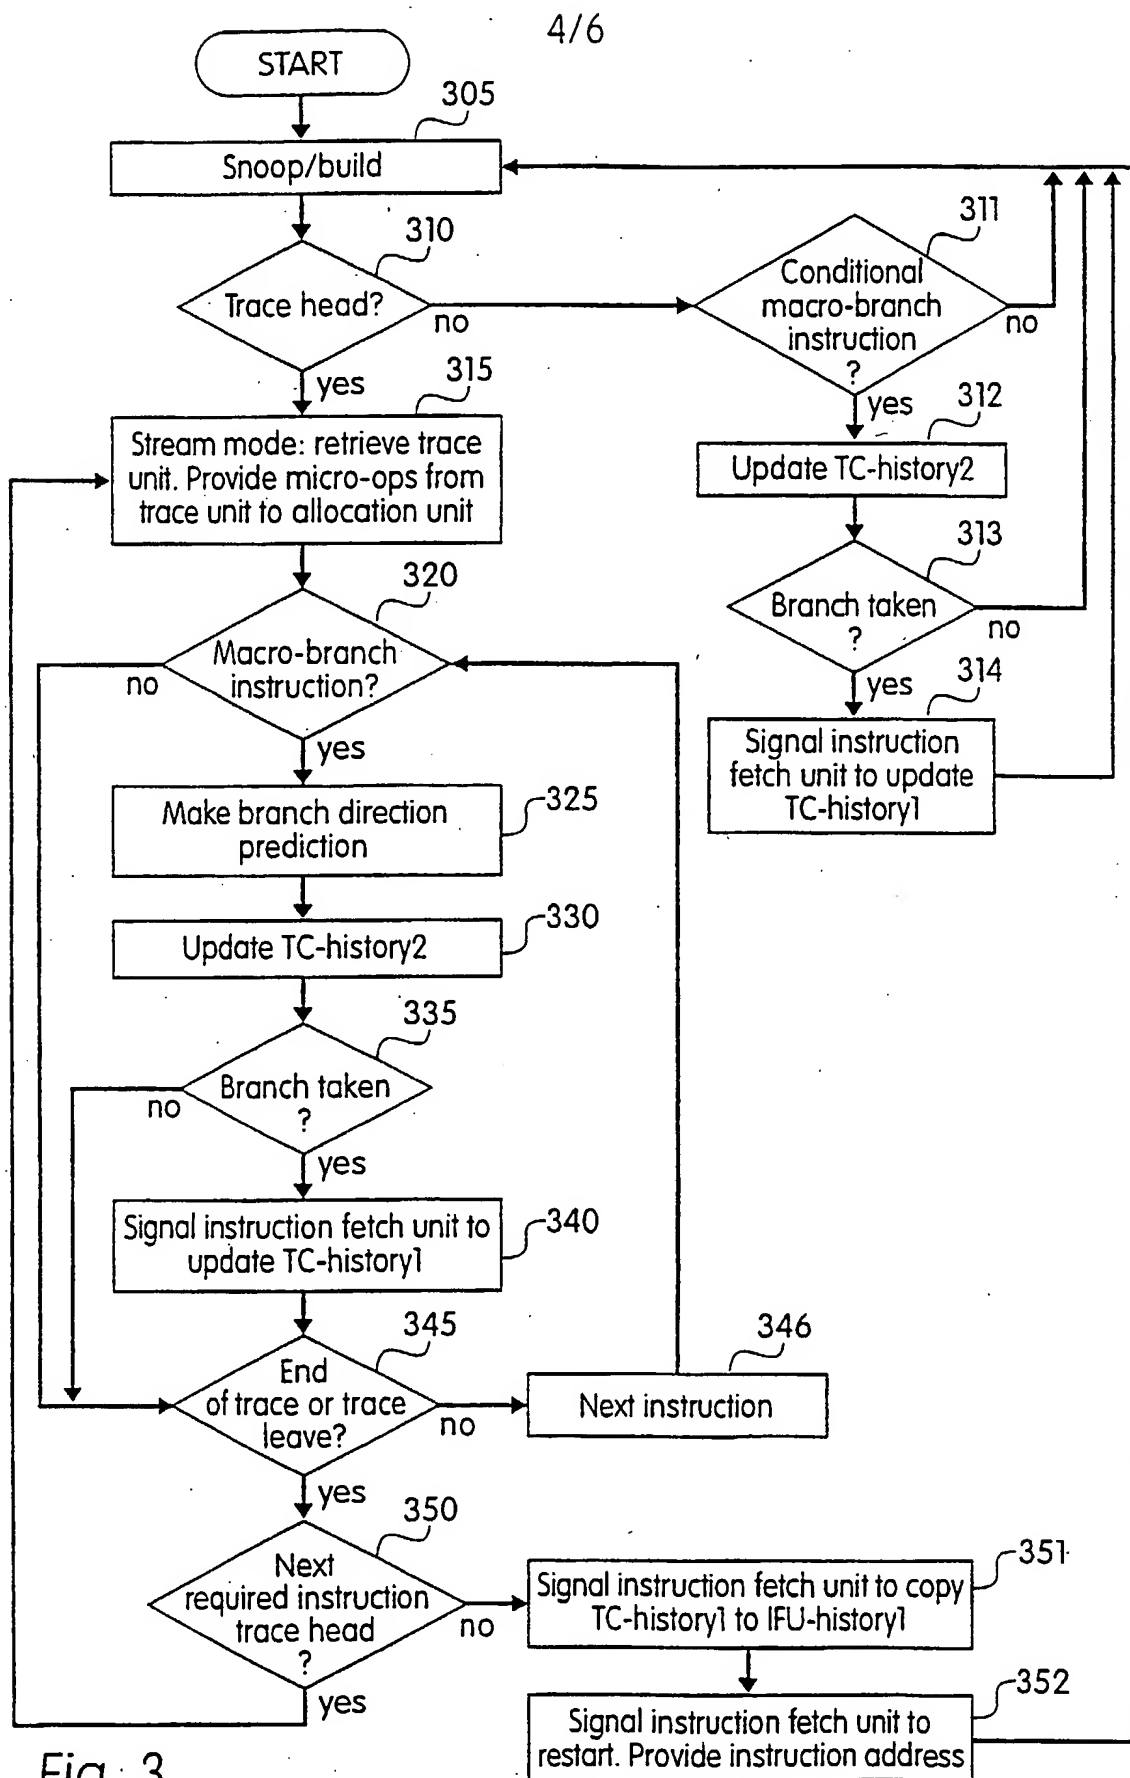 4/6
START
305
Snoop/build
310
Trace head?
no
yes
311
Conditional
macro-branch
instruction
?
no
yes
312
Update TC-history2
313
Branch taken
?
no
yes
314
Signal instruction
fetch unit to update
TC-history1
315
Stream mode: retrieve trace
unit. Provide micro-ops from
trace unit to allocation unit
320
Macro-branch
instruction?
no
yes
Make branch direction
prediction
325
Update TC-history2
330
335
Branch taken
?
no
yes
Signal instruction fetch unit to
update TC-history1
340
345
End
of trace or trace
leave?
no
yes
346
Next instruction
350
Next
required instruction
trace head
?
no
yes
351
Signal instruction fetch unit to copy
TC-history1 to IFU-history1
352
Signal instruction fetch unit to
restart. Provide instruction address
Fig. 3